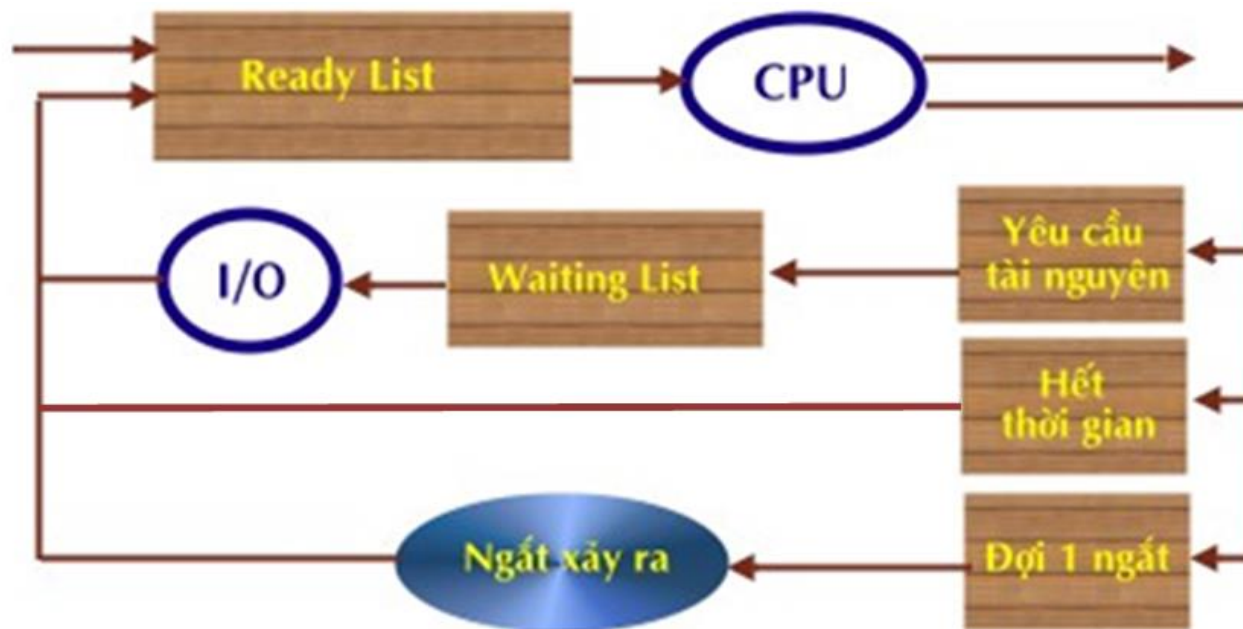 Ready List
CPU
I/O
Waiting List
Yêu cầu
tài nguyên
Hết
thời gian
Ngắt xảy ra
Đợi 1 ngắt